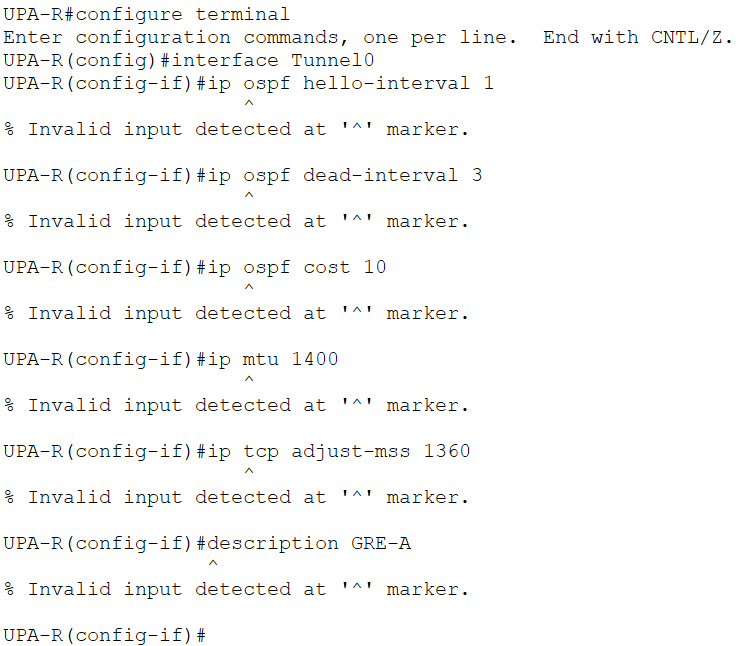 UPA-R#configure terminal
Enter configuration commands, one per line.  End with CNTL/Z.
UPA-R(config)#interface Tunnel0
UPA-R(config-if)#ip ospf hello-interval 1
                     ^
% Invalid input detected at '^' marker.

UPA-R(config-if)#ip ospf dead-interval 3
                     ^
% Invalid input detected at '^' marker.

UPA-R(config-if)#ip ospf cost 10
                     ^
% Invalid input detected at '^' marker.

UPA-R(config-if)#ip mtu 1400
                     ^
% Invalid input detected at '^' marker.

UPA-R(config-if)#ip tcp adjust-mss 1360
                     ^
% Invalid input detected at '^' marker.

UPA-R(config-if)#description GRE-A
                  ^
% Invalid input detected at '^' marker.

UPA-R(config-if)#